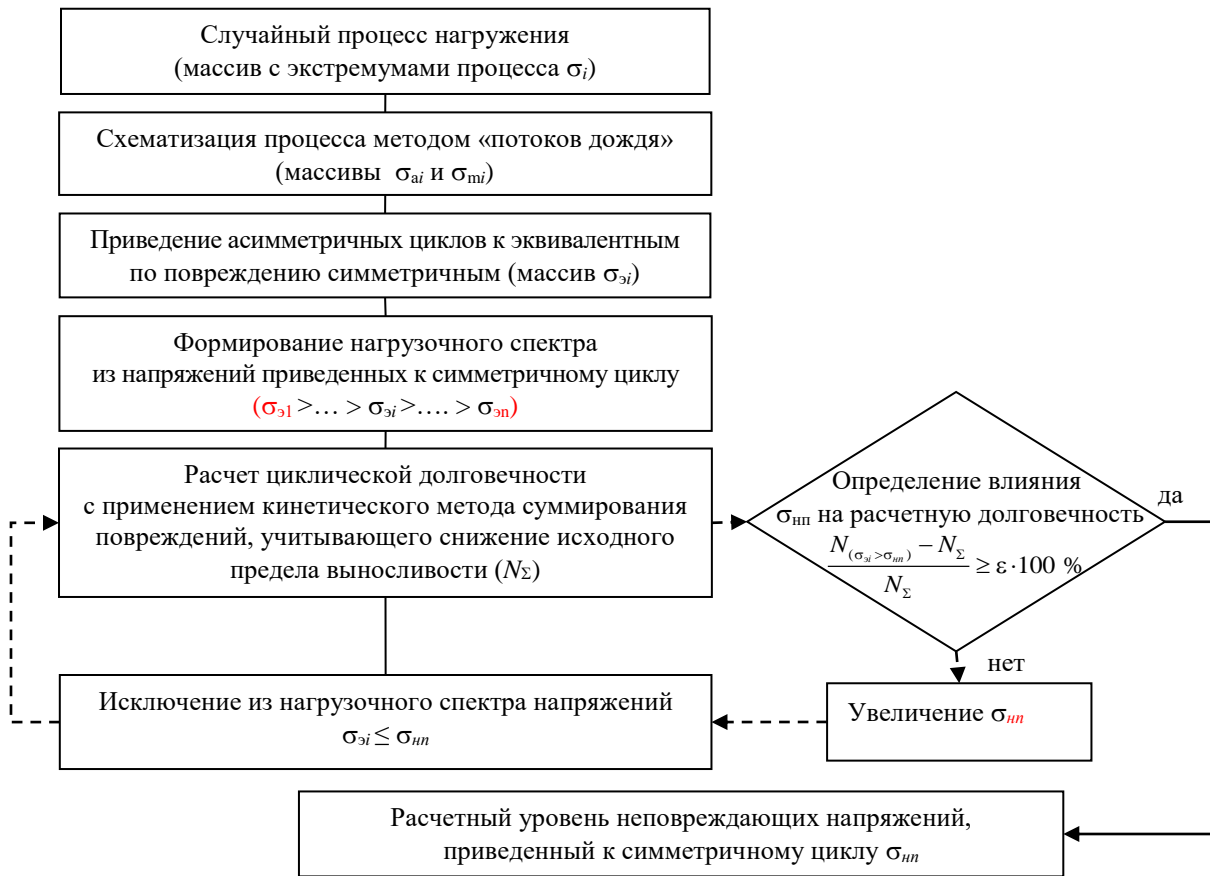 Случайный процесс нагружения
(массив с экстремумами процесса σi)
Схематизация процесса методом «потоков дождя»
(массивы σаi и σmi)
Приведение асимметричных циклов к эквивалентным
по повреждению симметричным (массив σэi)
Формирование нагрузочного спектра
из напряжений приведенных к симметричному циклу
(σэ1 >… > σэi >…. > σэn)
Расчет циклической долговечности
с применением кинетического метода суммирования
повреждений, учитывающего снижение исходного
предела выносливости (NΣ)
Определение влияния
σнп на расчетную долговечность
N(σэi >σнп) − NΣ
NΣ
≥ ε ·100 %
да
нет
Исключение из нагрузочного спектра напряжений
σэi ≤ σнп
Увеличение σнп
Расчетный уровень неповреждающих напряжений,
приведенный к симметричному циклу σнп